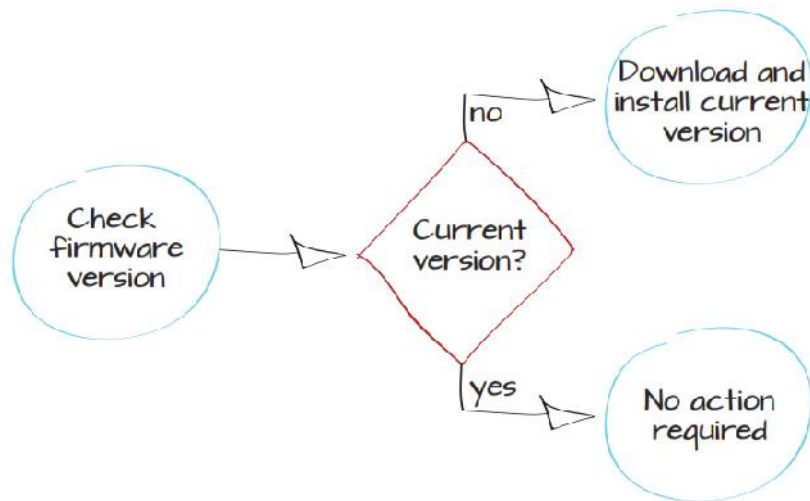 Check
firmware
version
Current
version?
no
Download and
install current
version
yes
No action
required